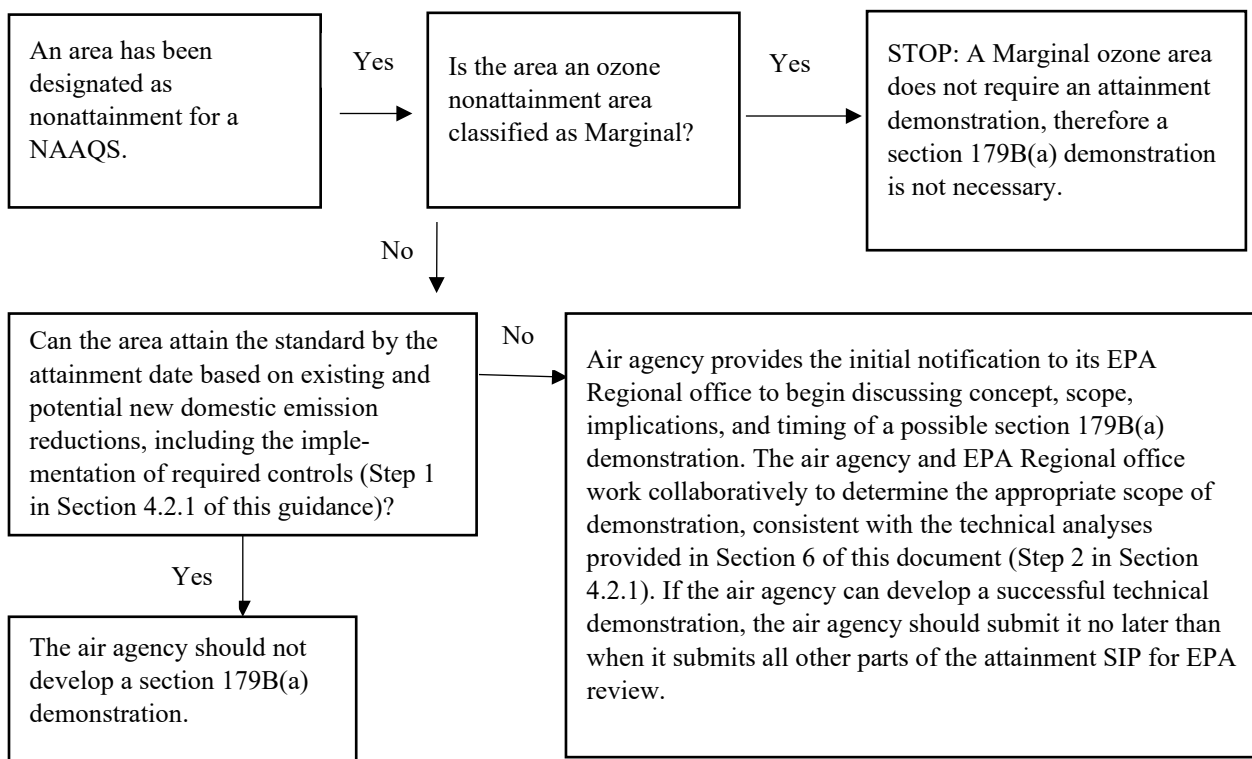 An area has been
designated as
nonattainment for a
NAAQS.
Yes
Is the area an ozone
nonattainment area
classified as Marginal?
Yes
STOP: A Marginal ozone area
does not require an attainment
demonstration, therefore a
section 179B(a) demonstration
is not necessary.
No
Can the area attain the standard by the
attainment date based on existing and
potential new domestic emission
reductions, including the imple-
mentation of required controls (Step 1
in Section 4.2.1 of this guidance)?
No
Air agency provides the initial notification to its EPA
Regional office to begin discussing concept, scope,
implications, and timing of a possible section 179B(a)
demonstration. The air agency and EPA Regional office
work collaboratively to determine the appropriate scope of
demonstration, consistent with the technical analyses
provided in Section 6 of this document (Step 2 in Section
4.2.1). If the air agency can develop a successful technical
demonstration, the air agency should submit it no later than
when it submits all other parts of the attainment SIP for EPA
review.
Yes
The air agency should not
develop a section 179B(a)
demonstration.